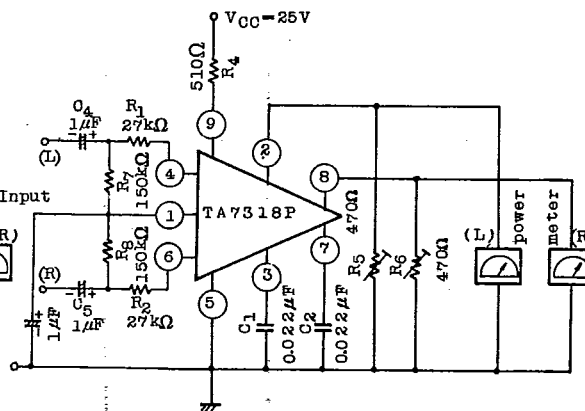 VCC=25V
510Ω
R4
C4
1μF
R1
27kΩ
(L)
9
2
4
8
R7
150kΩ
Input
1
TA7318P
470Ω
(L)
power
meter
(R
R)
R8
150kΩ
6
7
R5
R6
470Ω
(R)
C5
1μF
R2
27kΩ
5
3
1μF
C1
0.022μF
C2
0.022μF